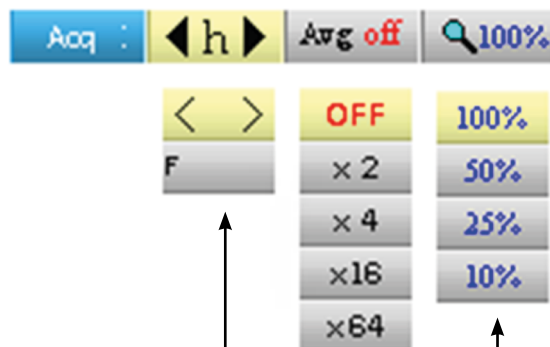 Acq : h Avg off 100%
< > OFF 100%
F × 2 50%
× 4 25%
×16 10%
×64